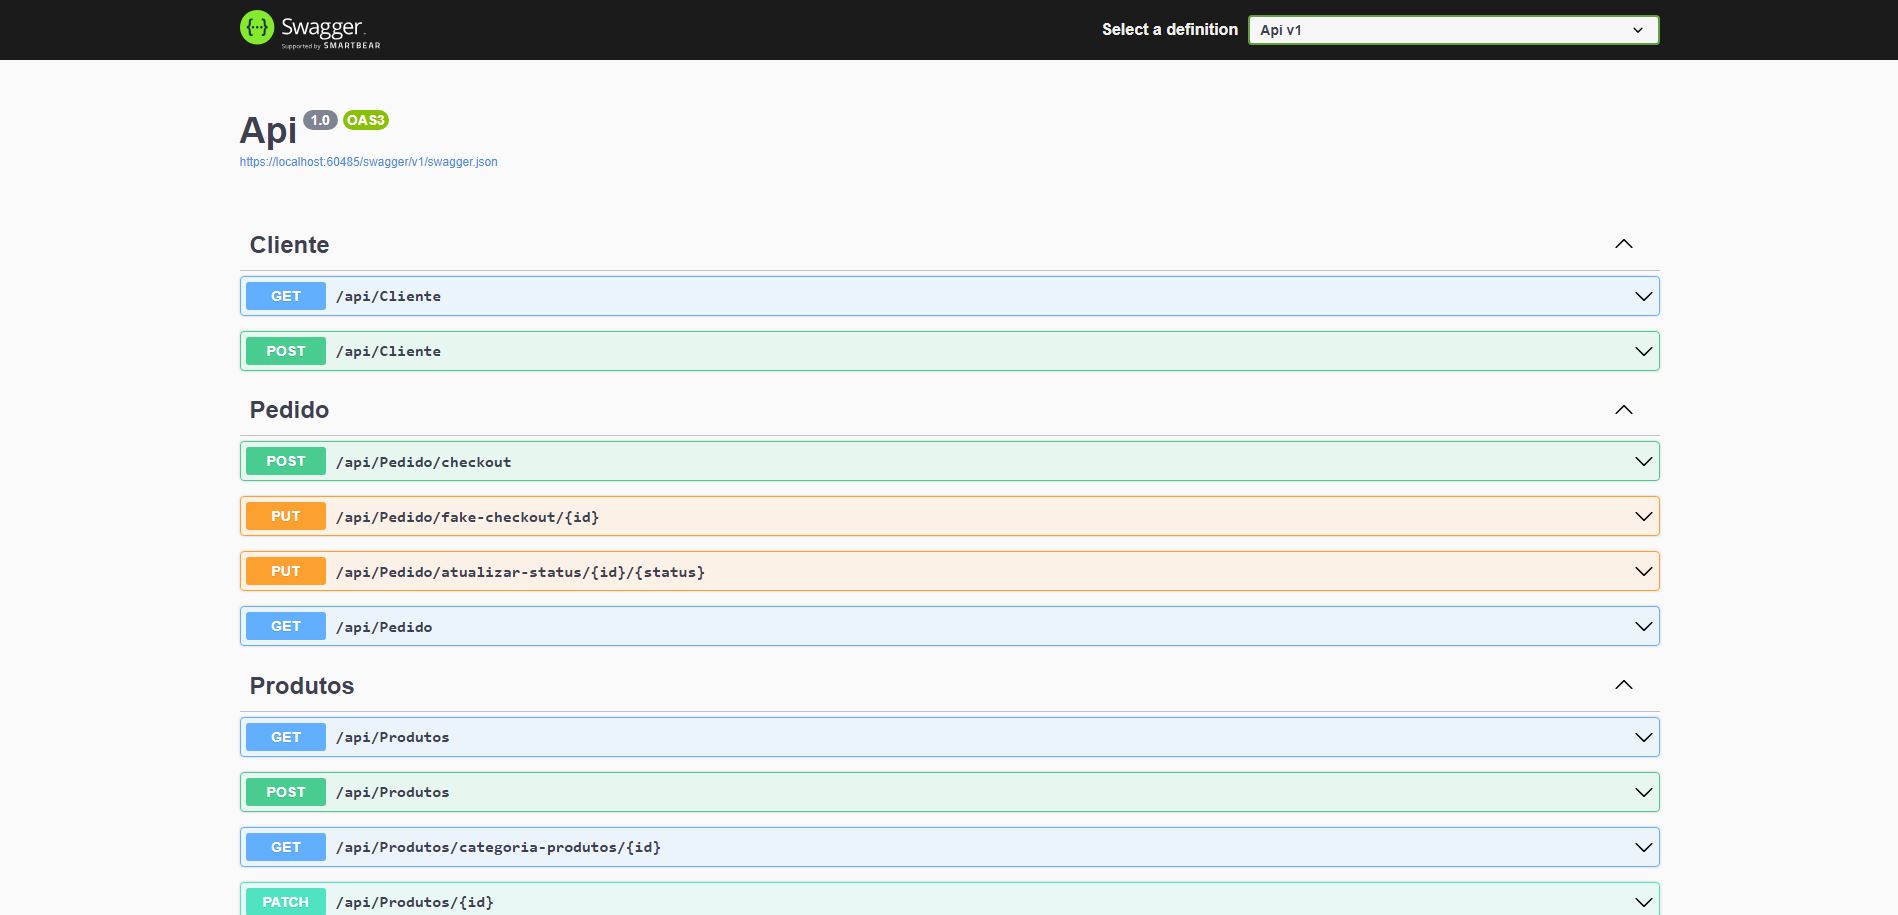 Swagger
Supported by SMARTBEAR
Select a definition
Api v1
Api 1.0 OAS3
https://localhost:60485/swagger/v1/swagger.json
Cliente
GET /api/Cliente
POST /api/Cliente
Pedido
POST /api/Pedido/checkout
PUT /api/Pedido/fake-checkout/{id}
PUT /api/Pedido/atualizar-status/{id}/{status}
GET /api/Pedido
Produtos
GET /api/Produtos
POST /api/Produtos
GET /api/Produtos/categoria-produtos/{id}
PATCH /api/Produtos/{id}